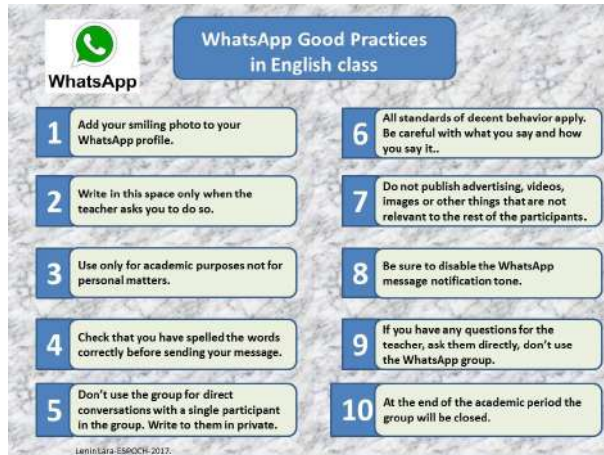 WhatsApp
WhatsApp Good Practices
in English class
1
Add your smiling photo to your
WhatsApp profile.
2
Write in this space only when the
teacher asks you to do so.
3
Use only for academic purposes not for
personal matters.
4
Check that you have spelled the words
correctly before sending your message.
5
Don't use the group for direct
conversations with a single participant
in the group. Write to them in private.
6
All standards of decent behavior apply.
Be careful with what you say and how
you say it..
7
Do not publish advertising, videos,
images or other things that are not
relevant to the rest of the participants.
8
Be sure to disable the WhatsApp
message notification tone.
9
If you have any questions for the
teacher, ask them directly, don't use
the WhatsApp group.
10
At the end of the academic period the
group will be closed.
LeninLara-ESPOCH-2017.